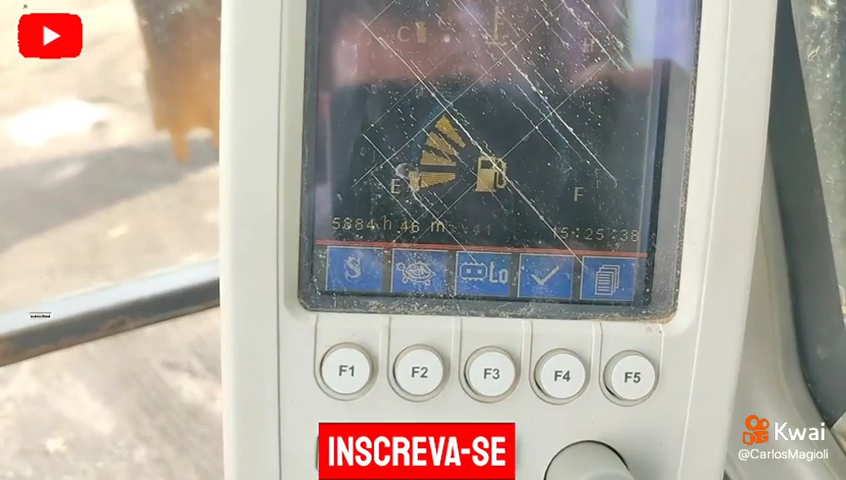 C
E
F
5884 h 46 m
15:25:38
S
Lo
F1 F2 F3 F4 F5
INSCREVA-SE
Kwai
@CarlosMagioli